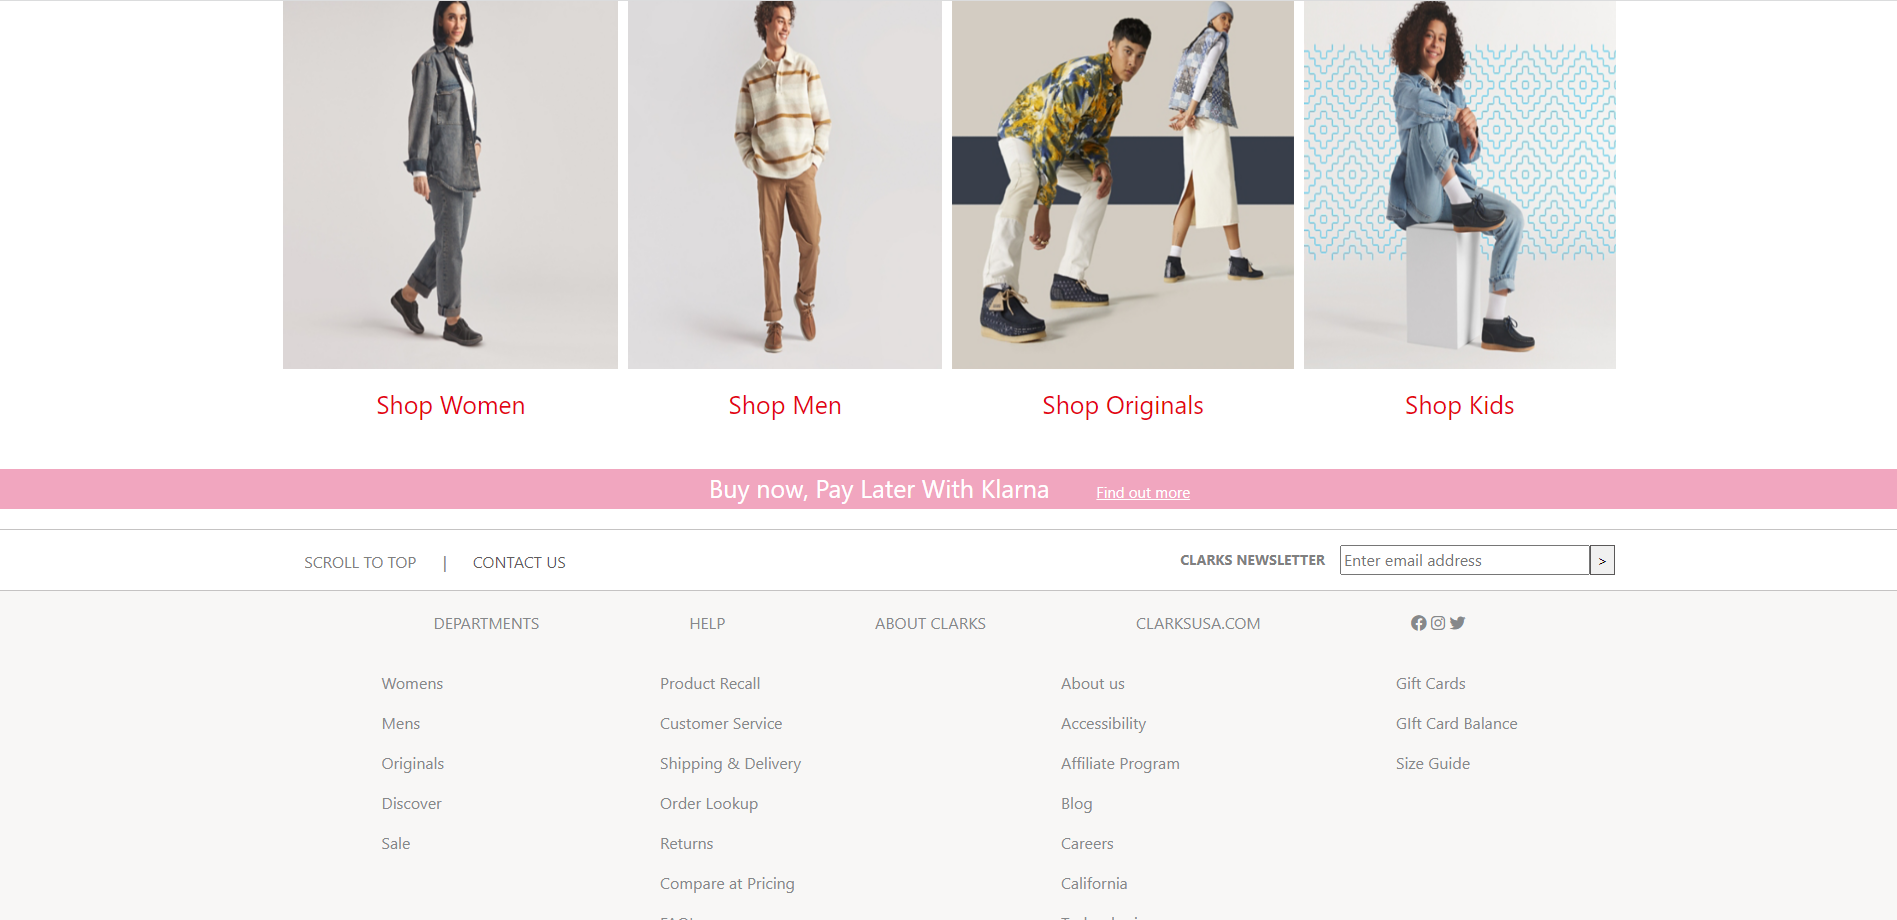 Shop Women
Shop Men
Shop Originals
Shop Kids
Buy now, Pay Later With Klarna
Find out more
SCROLL TO TOP | CONTACT US
CLARKS NEWSLETTER
Enter email address
>
DEPARTMENTS
HELP
ABOUT CLARKS
CLARKSUSA.COM
Womens
Mens
Originals
Discover
Sale
Product Recall
Customer Service
Shipping & Delivery
Order Lookup
Returns
Compare at Pricing
About us
Accessibility
Affiliate Program
Blog
Careers
California
Gift Cards
GIft Card Balance
Size Guide